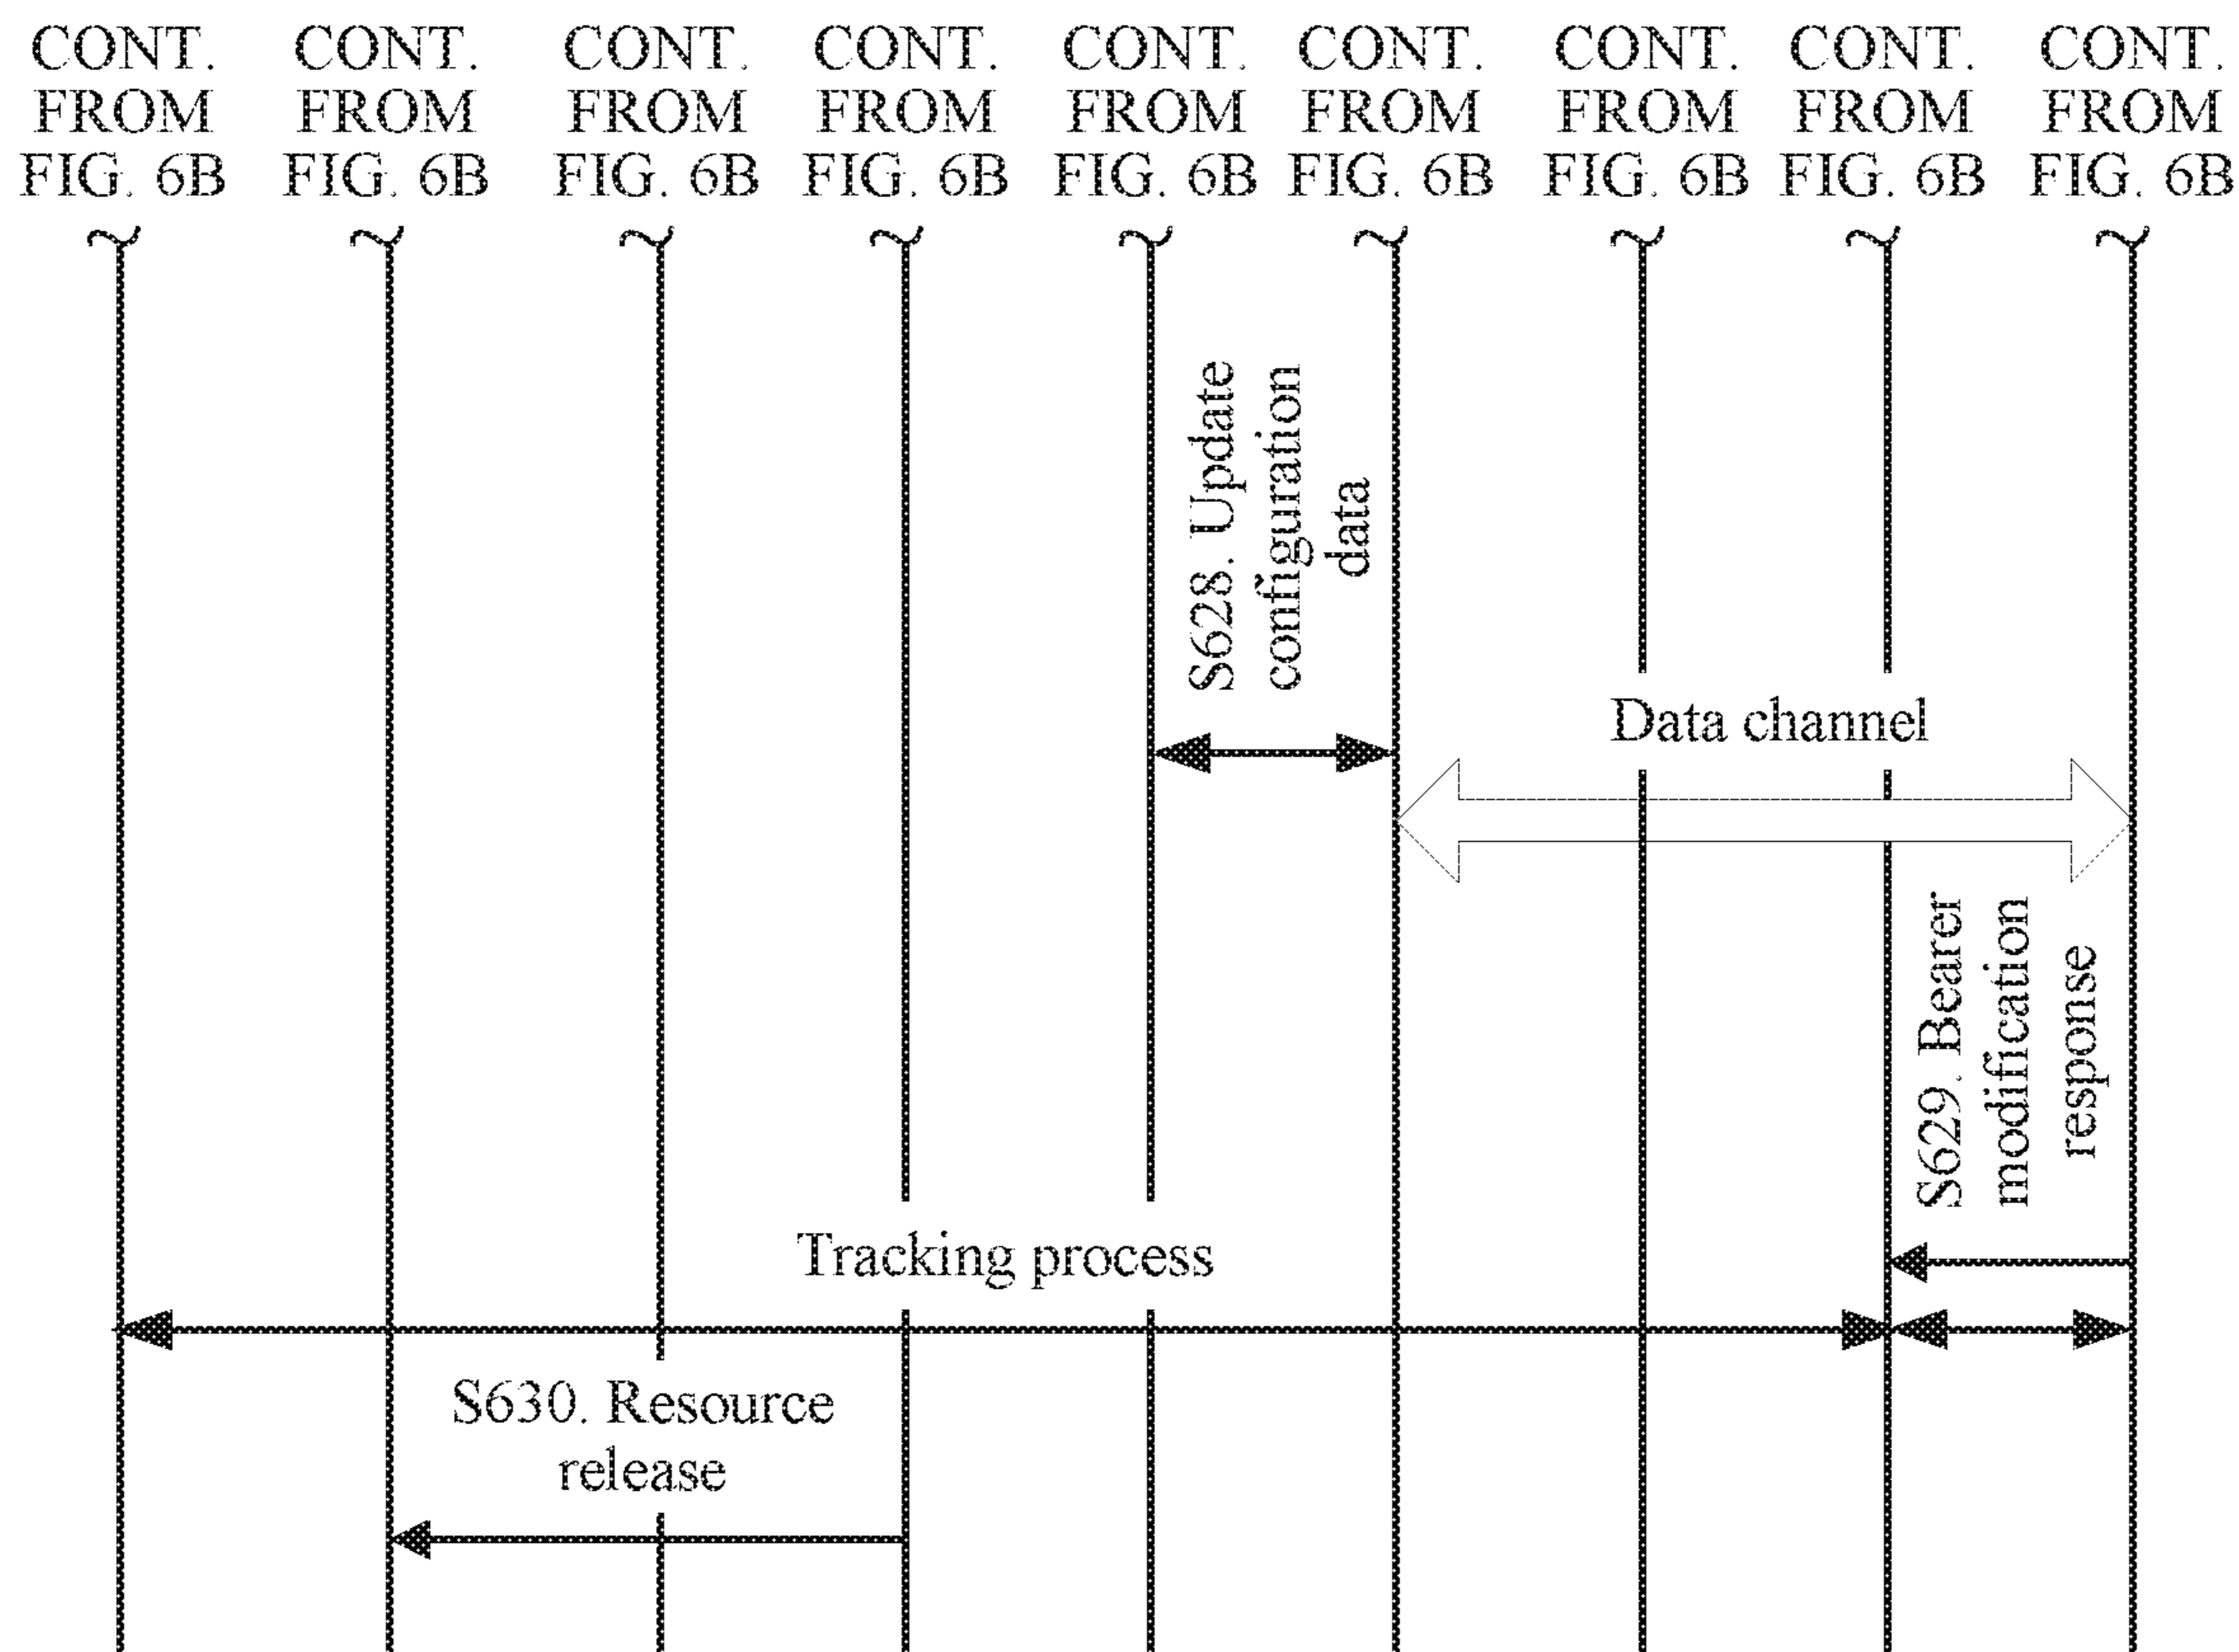 CONT. CONT. CONT. CONT. CONT. CONT. CONT. CONT. CONT.
FROM FROM FROM FROM FROM FROM FROM FROM FROM
FIG. 6B FIG. 6B FIG. 6B FIG. 6B FIG. 6B FIG. 6B FIG. 6B FIG. 6B FIG. 6B
S628. Update
configuration
data
Data channel
S629. Bearer
modification
response
Tracking process
S630. Resource
release